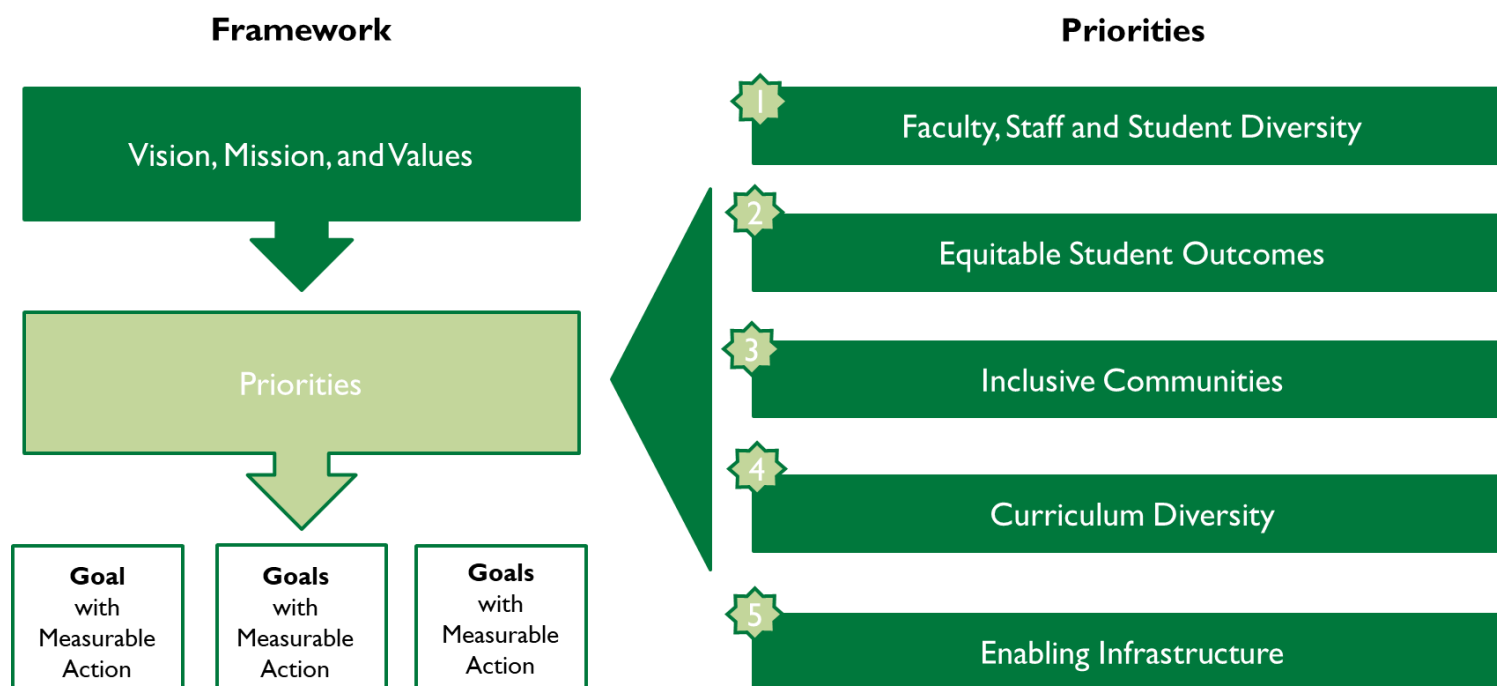 Framework
Vision, Mission, and Values
Priorities
Goal
with
Measurable
Action
Goals
with
Measurable
Action
Goals
with
Measurable
Action
Priorities
1
Faculty, Staff and Student Diversity
2
Equitable Student Outcomes
3
Inclusive Communities
4
Curriculum Diversity
5
Enabling Infrastructure